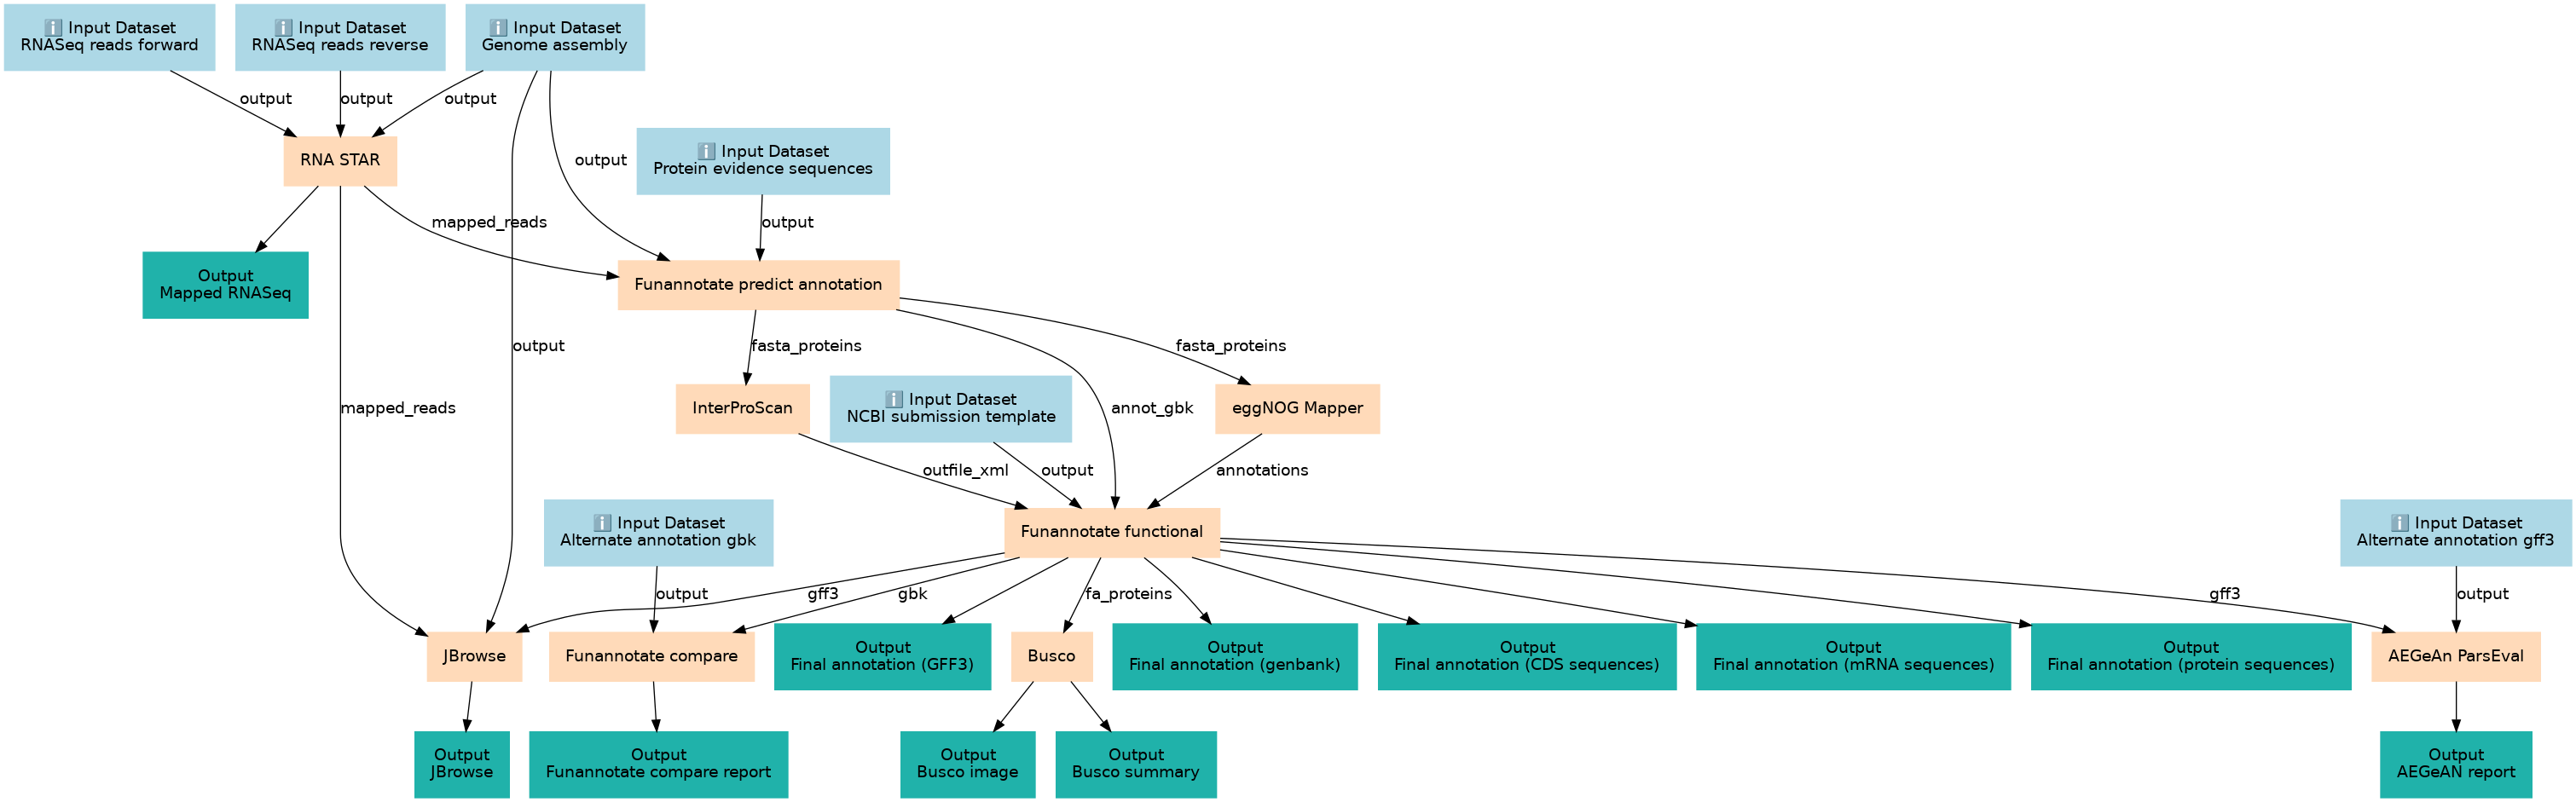 ℹ️ Input Dataset
RNASeq reads forward
ℹ️ Input Dataset
RNASeq reads reverse
ℹ️ Input Dataset
Genome assembly
output
output
output
RNA STAR
output
ℹ️ Input Dataset
Protein evidence sequences
mapped_reads
output
Output
Mapped RNASeq
Funannotate predict annotation
output
fasta_proteins
fasta_proteins
mapped_reads
InterProScan
ℹ️ Input Dataset
NCBI submission template
annot_gbk
eggNOG Mapper
outfile_xml
output
annotations
ℹ️ Input Dataset
Alternate annotation gbk
Funannotate functional
ℹ️ Input Dataset
Alternate annotation gff3
output
gff3
gbk
fa_proteins
gff3
output
JBrowse
Funannotate compare
Output
Final annotation (GFF3)
Busco
Output
Final annotation (genbank)
Output
Final annotation (CDS sequences)
Output
Final annotation (mRNA sequences)
Output
Final annotation (protein sequences)
AEGeAn ParsEval
Output
JBrowse
Output
Funannotate compare report
Output
Busco image
Output
Busco summary
Output
AEGeAN report